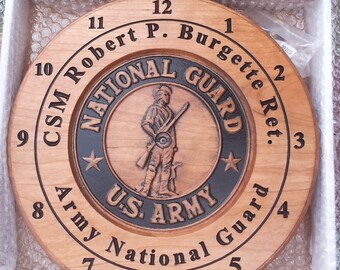 12
11
1
10
2
9
3
8
4
7
5
CSM Robert P. Burgette Ret.
NATIONAL GUARD
U.S. ARMY
Army National Guard